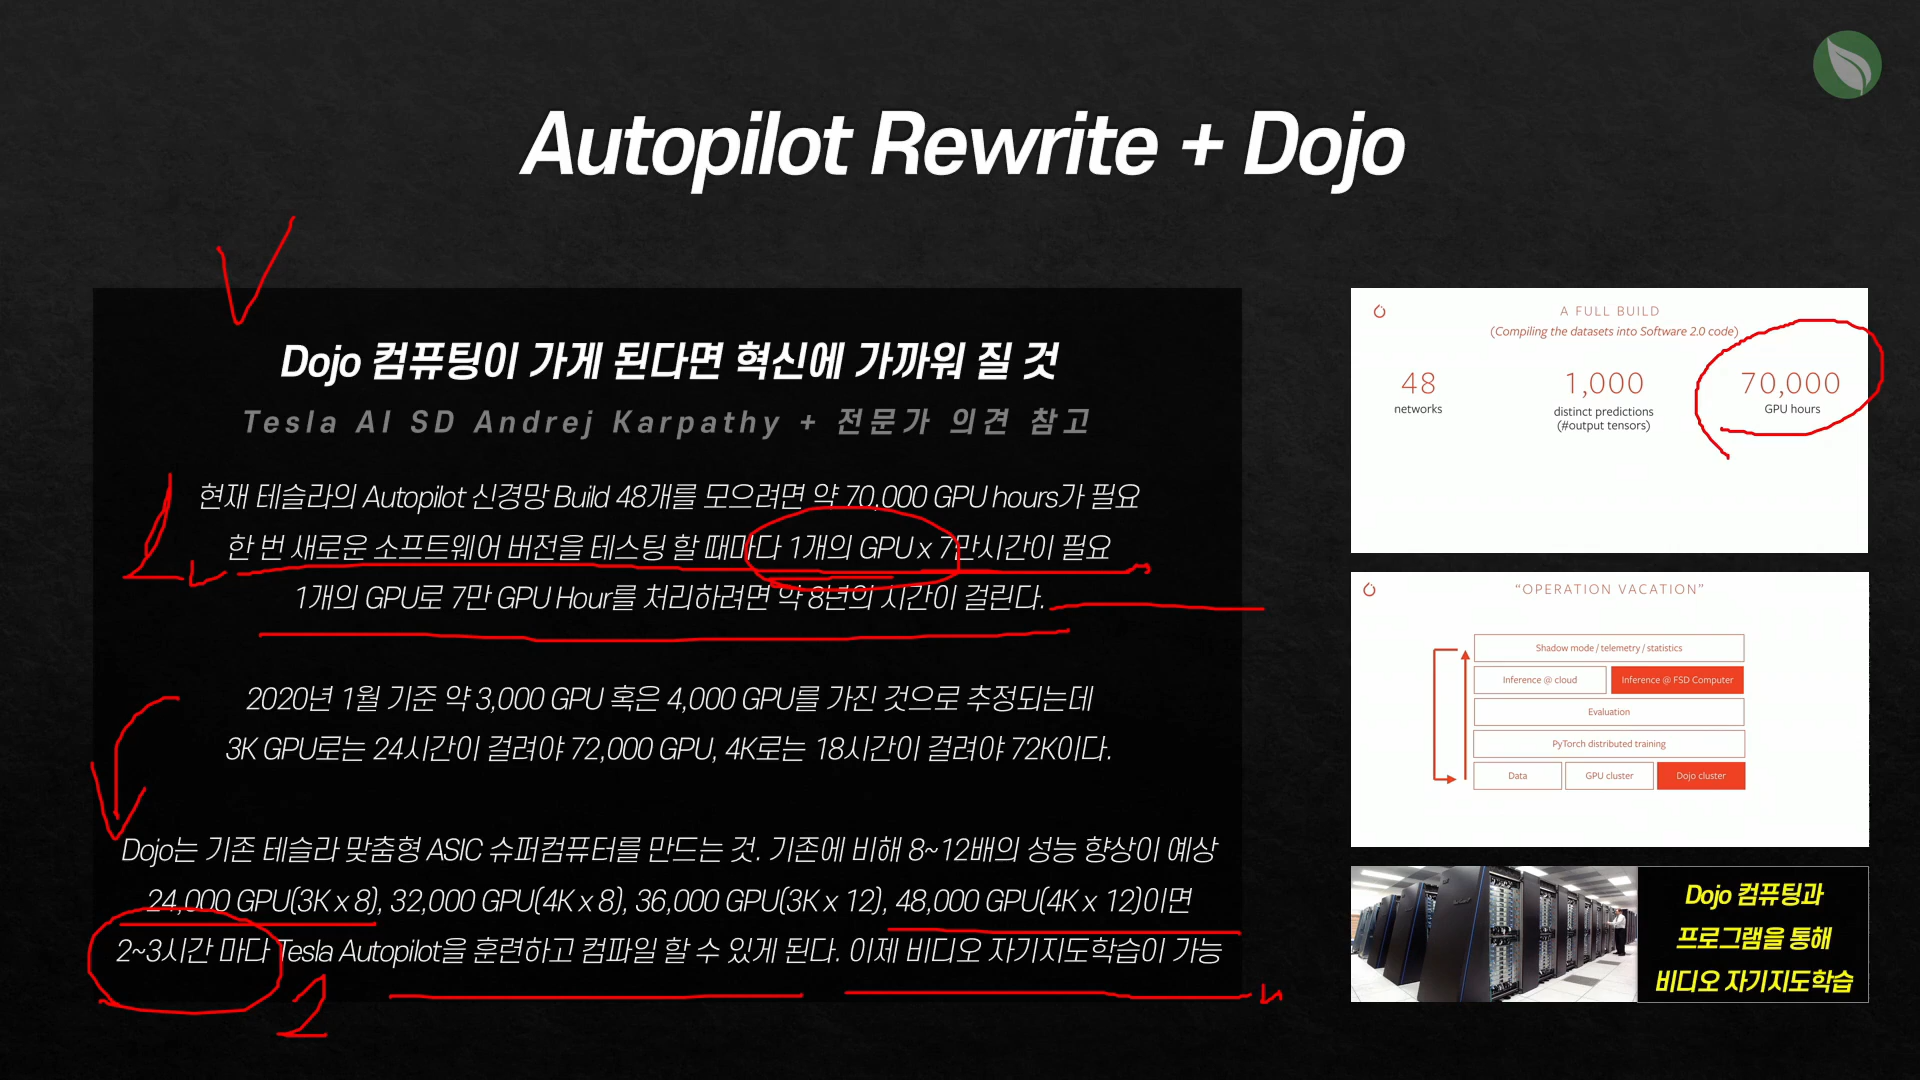 Autopilot Rewrite + Dojo
Dojo 컴퓨팅이 가게 된다면 혁신에 가까워 질 것
Tesla AI SD Andrej Karpathy + 전문가 의견 참고
현재 테슬라의 Autopilot 신경망 Build 48개를 모으려면 약 70,000 GPU hours가 필요
한 번 새로운 소프트웨어 버전을 테스팅 할 때마다 1개의 GPU x 7만시간이 필요
1개의 GPU로 7만 GPU Hour를 처리하려면 약 8년의 시간이 걸린다.
2020년 1월 기준 약 3,000 GPU 혹은 4,000 GPU를 가진 것으로 추정되는데
3K GPU로는 24시간이 걸려야 72,000 GPU, 4K로는 18시간이 걸려야 72K이다.
Dojo는 기존 테슬라 맞춤형 ASIC 슈퍼컴퓨터를 만드는 것. 기존에 비해 8~12배의 성능 향상이 예상
24,000 GPU(3K x 8), 32,000 GPU(4K x 8), 36,000 GPU(3K x 12), 48,000 GPU(4K x 12)이면
2~3시간 마다 Tesla Autopilot을 훈련하고 컴파일 할 수 있게 된다. 이제 비디오 자기지도학습이 가능
A FULL BUILD
(Compiling the datasets into Software 2.0 code)
48
networks
1,000
distinct predictions
(#output tensors)
70,000
GPU hours
"OPERATION VACATION"
Shadow mode / telemetry / statistics
Inference @ cloud
Inference @ FSD Computer
Evaluation
PyTorch distributed training
Data
GPU cluster
Dojo cluster
Dojo 컴퓨팅과
프로그램을 통해
비디오 자기지도학습